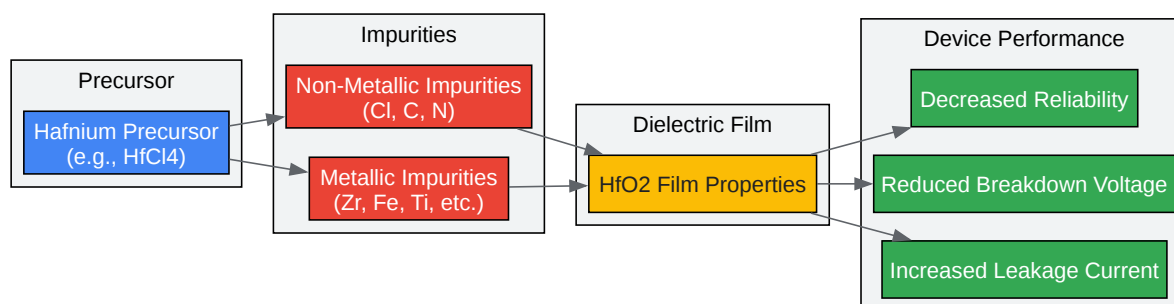 Precursor
Hafnium Precursor
(e.g., HfCl4)
Impurities
Non-Metallic Impurities
(Cl, C, N)
Metallic Impurities
(Zr, Fe, Ti, etc.)
Dielectric Film
HfO2 Film Properties
Device Performance
Decreased Reliability
Reduced Breakdown Voltage
Increased Leakage Current